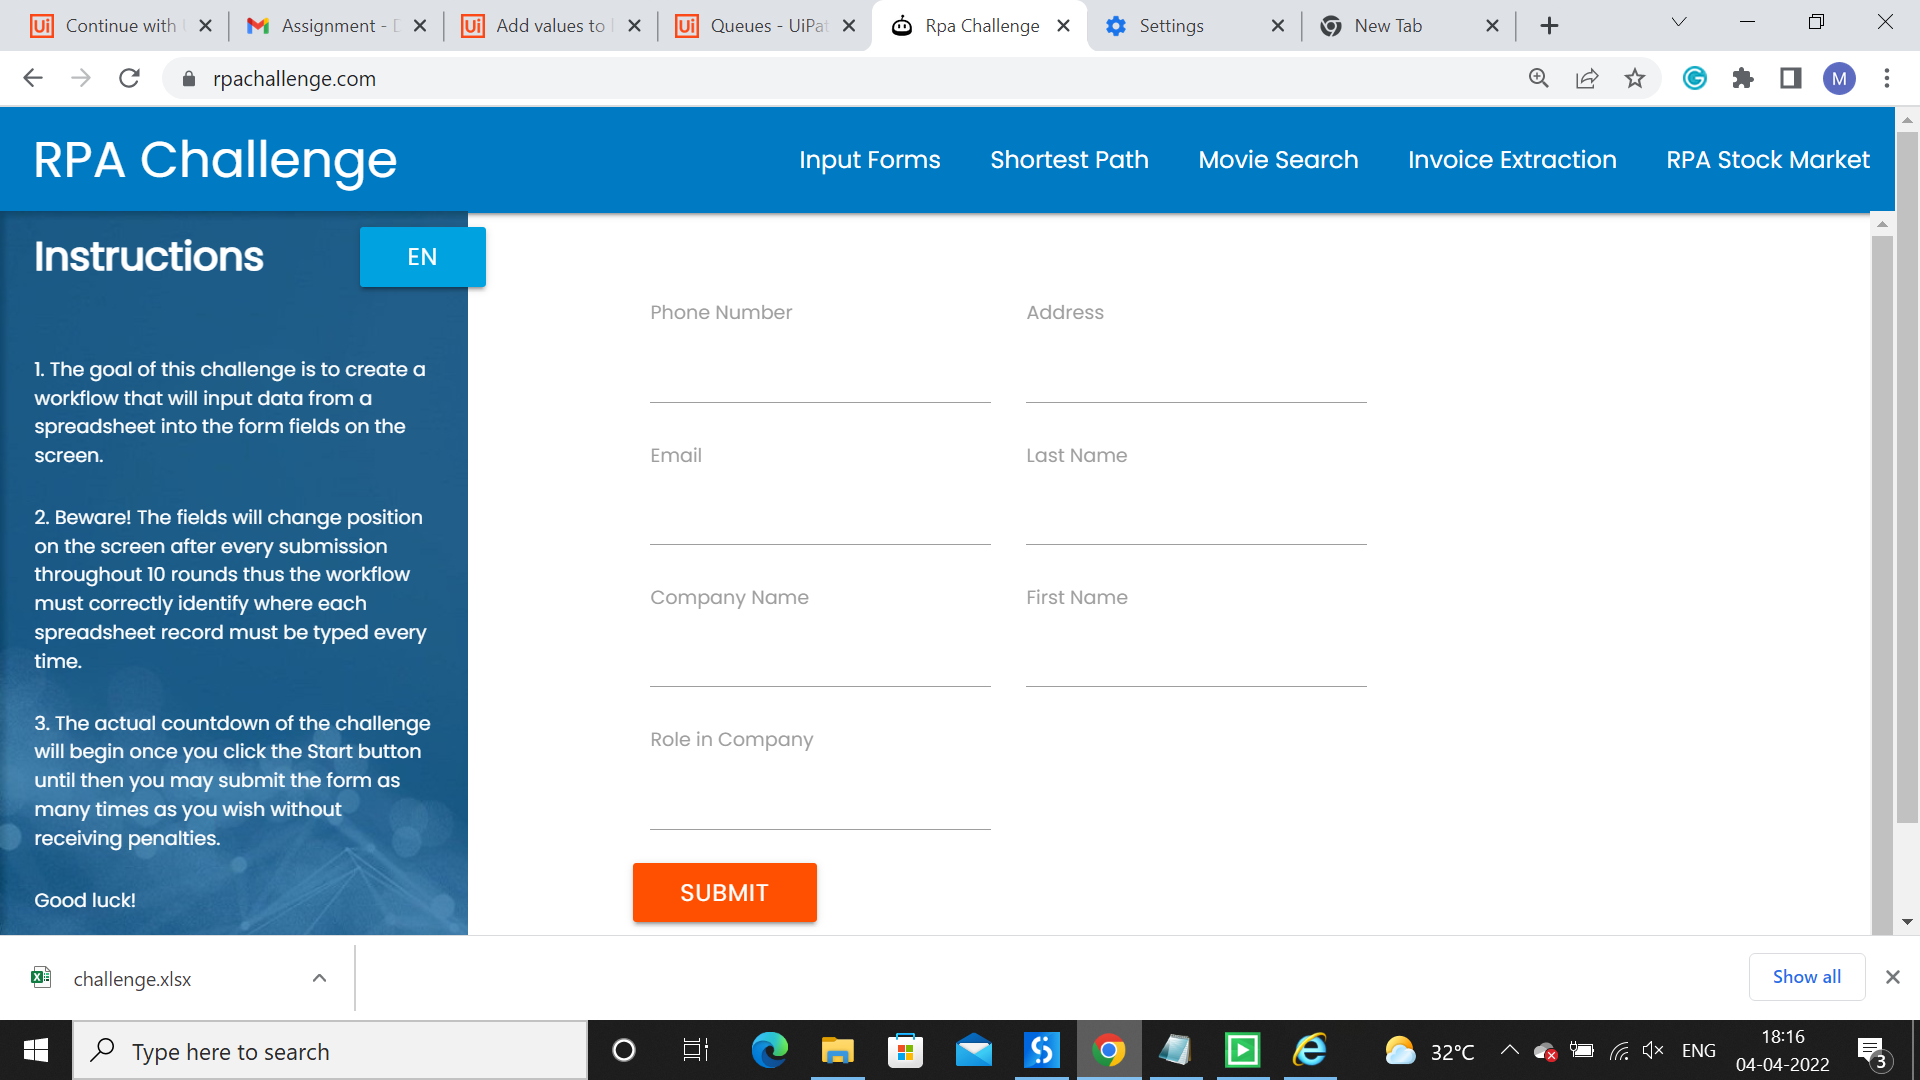 Continue with
Assignment -
Add values to
Queues - UiPat
Rpa Challenge
Settings
New Tab
rpachallenge.com
M
RPA Challenge
Input Forms
Shortest Path
Movie Search
Invoice Extraction
RPA Stock Market
Instructions
EN
1. The goal of this challenge is to create a
workflow that will input data from a
spreadsheet into the form fields on the
screen.
2. Beware! The fields will change position
on the screen after every submission
throughout 10 rounds thus the workflow
must correctly identify where each
spreadsheet record must be typed every
time.
3. The actual countdown of the challenge
will begin once you click the Start button
until then you may submit the form as
many times as you wish without
receiving penalties.
Good luck!
Phone Number
Address
Email
Last Name
Company Name
First Name
Role in Company
SUBMIT
challenge.xlsx
Show all
Type here to search
32°C
ENG
18:16
04-04-2022
3